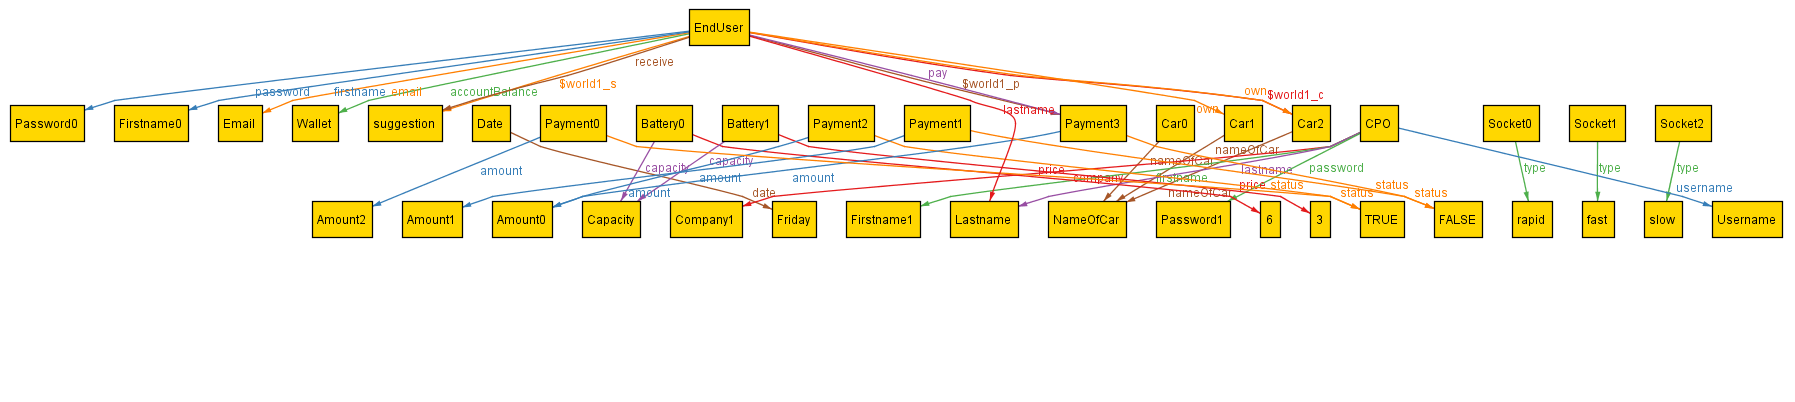 EndUser
receive
pay
$world1_s
$world1_p
password
firstname
email
accountBalance
own
own
$world1_c
lastname
Password0
Firstname0
Email
Wallet
suggestion
Date
Payment0
Battery0
Battery1
Payment2
Payment1
Payment3
Car0
Car1
Car2
CPO
Socket0
Socket1
Socket2
nameOfCar
nameOfCar
capacity
capacity
amount
price
lastname
password
type
type
type
amount
amount
company
firstname
amount
date
nameOfCar
price
status
status
status
status
username
Amount2
Amount1
Amount0
Capacity
Company1
Friday
Firstname1
Lastname
NameOfCar
Password1
6
3
TRUE
FALSE
rapid
fast
slow
Username